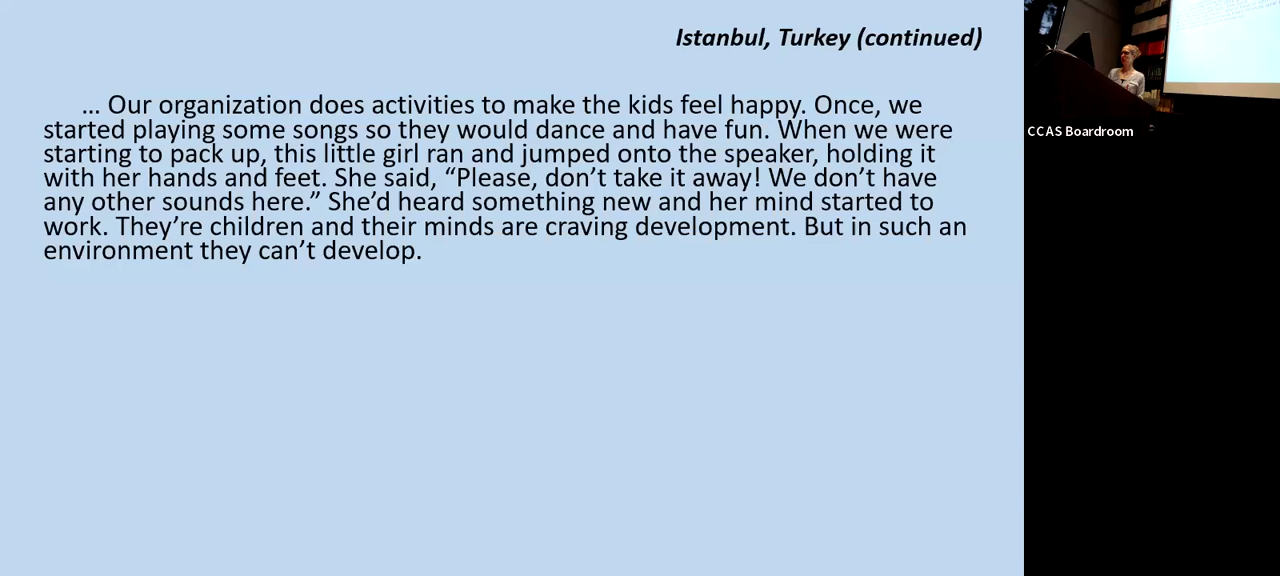 Istanbul, Turkey (continued)
... Our organization does activities to make the kids feel happy. Once, we
started playing some songs so they would dance and have fun. When we were
starting to pack up, this little girl ran and jumped onto the speaker, holding it
with her hands and feet. She said, “Please, don’t take it away! We don’t have
any other sounds here.” She’d heard something new and her mind started to
work. They’re children and their minds are craving development. But in such an
environment they can’t develop.
CCAS Boardroom